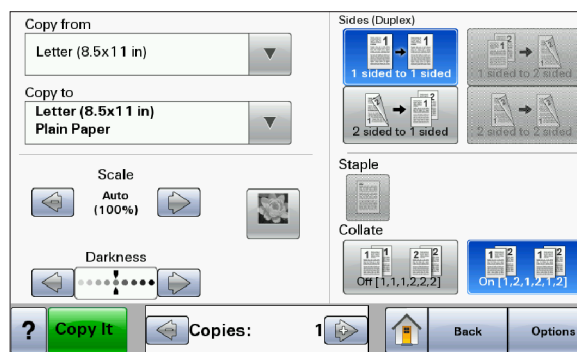 Copy from
Letter (8.5x11 in)
Copy to
Letter (8.5x11 in)
Plain Paper
Scale
Auto
(100%)
Darkness
Sides (Duplex)
1 sided to 1 sided
1 sided to 2 sided
2 sided to 1 sided
2 sided to 2 sided
Staple
Collate
Off [1,1,1,2,2,2]
On [1,2,1,2,1,2]
? Copy It Copies: 1 Back Options